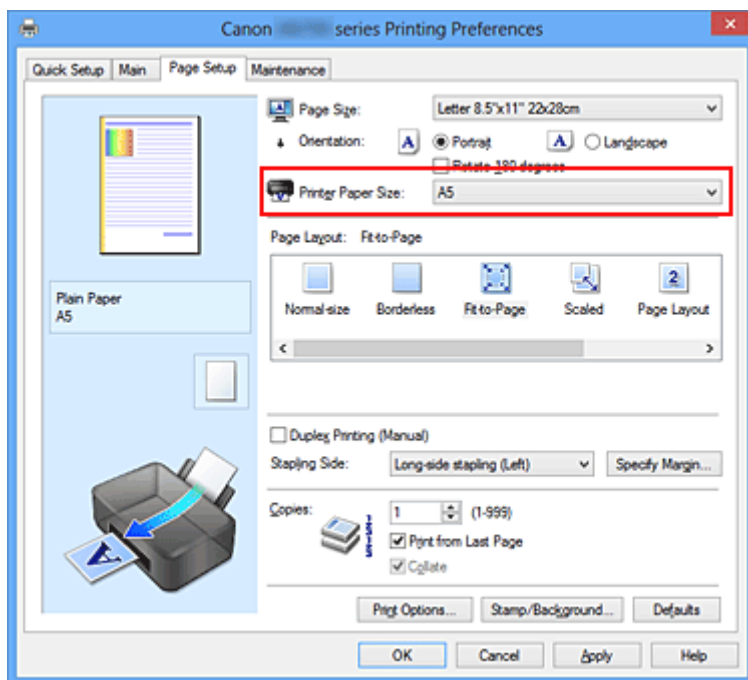 Canon series Printing Preferences
Quick Setup Main Page Setup Maintenance
Page Size: Letter 8.5"x11" 22x28cm
Orientation: A Portrait A Landscape
Rotate 180 degrees
Printer Paper Size: A5
Page Layout: Fit-to-Page
Normal-size Borderless Fit-to-Page Scaled 2 Page Layout
Plain Paper
A5
Duplex Printing (Manual)
Stapling Side: Long-side stapling (Left) Specify Margin...
Copies: 1 (1-999)
Print from Last Page
Collate
A
Print Options... Stamp/Background... Defaults
OK Cancel Apply Help